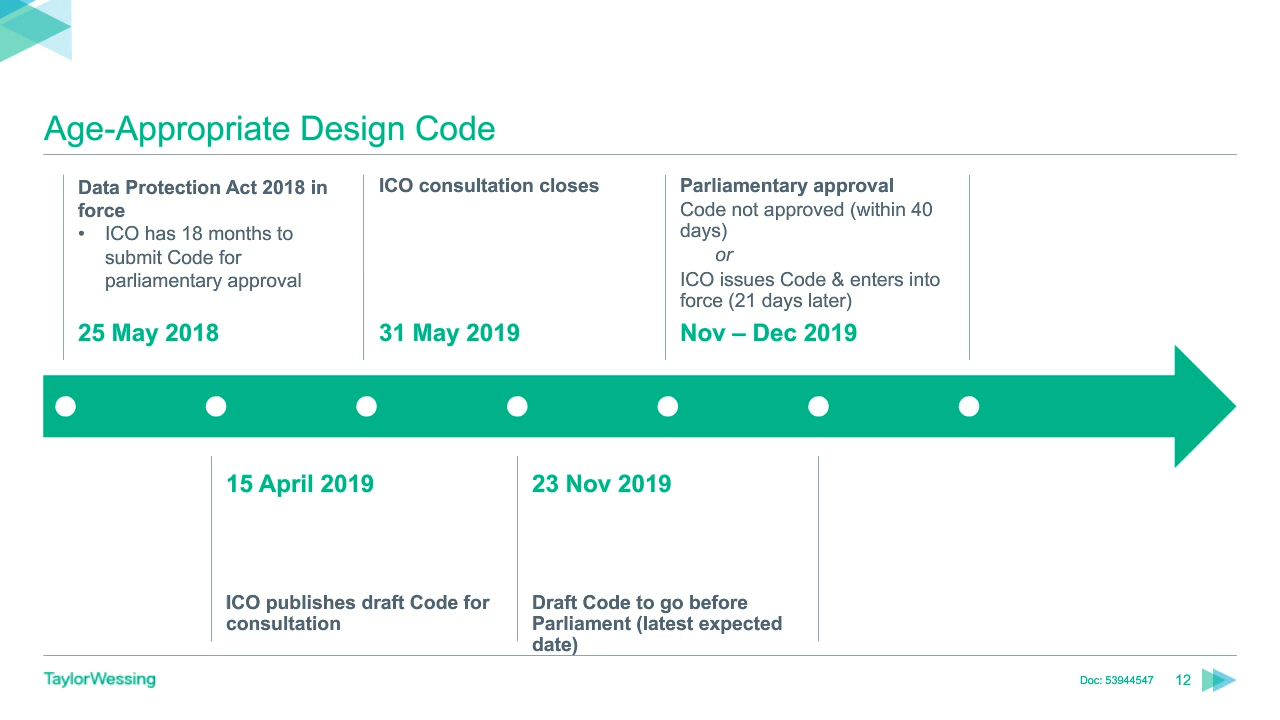 Age-Appropriate Design Code
Data Protection Act 2018 in
force
• ICO has 18 months to
submit Code for
parliamentary approval
25 May 2018
ICO consultation closes
31 May 2019
Parliamentary approval
Code not approved (within 40
days)
or
ICO issues Code & enters into
force (21 days later)
Nov – Dec 2019
15 April 2019
ICO publishes draft Code for
consultation
23 Nov 2019
Draft Code to go before
Parliament (latest expected
date)
TaylorWessing
Doc: 53944547
12